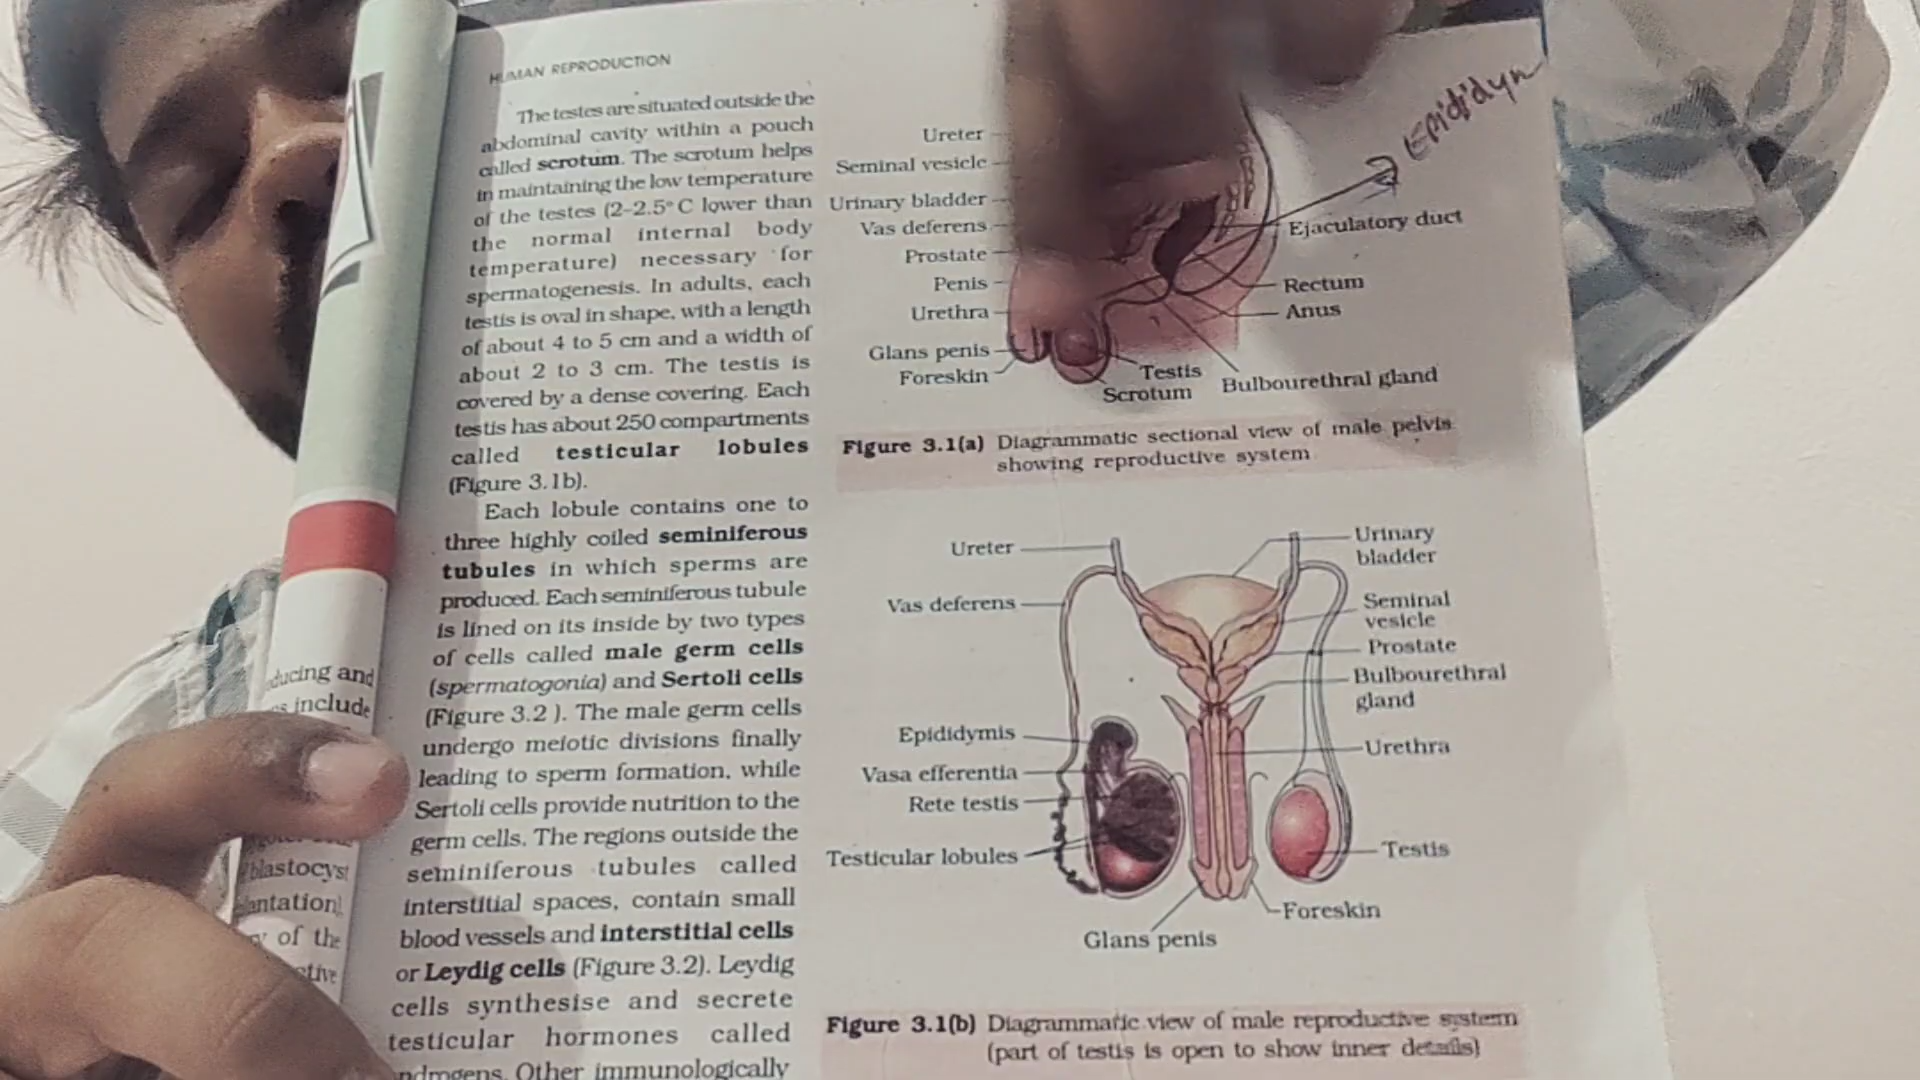 HUMAN REPRODUCTION
The testes are situated outside the
abdominal cavity within a pouch
called scrotum. The scrotum helps
in maintaining the low temperature
of the testes (2–2.5° C lower than
the normal internal body
temperature) necessary for
spermatogenesis. In adults, each
testis is oval in shape, with a length
of about 4 to 5 cm and a width of
about 2 to 3 cm. The testis is
covered by a dense covering. Each
testis has about 250 compartments
called testicular lobules
(Figure 3.1b).
Each lobule contains one to
three highly coiled seminiferous
tubules in which sperms are
produced. Each seminiferous tubule
is lined on its inside by two types
of cells called male germ cells
(spermatogonia) and Sertoli cells
(Figure 3.2 ). The male germ cells
undergo meiotic divisions finally
leading to sperm formation, while
Sertoli cells provide nutrition to the
germ cells. The regions outside the
seminiferous tubules called
interstitial spaces, contain small
blood vessels and interstitial cells
or Leydig cells (Figure 3.2). Leydig
cells synthesise and secrete
testicular hormones called
ndrogens. Other immunologically
Ureter
Seminal vesicle
Urinary bladder
Vas deferens
Prostate
Penis
Urethra
Glans penis
Foreskin
Testis
Scrotum
Bulbourethral gland
Epididym
Ejaculatory duct
Rectum
Anus
Figure 3.1(a) Diagrammatic sectional view of male pelvis
showing reproductive system
Ureter
Vas deferens
Epididymis
Vasa efferentia
Rete testis
Testicular lobules
Glans penis
Urinary
bladder
Seminal
vesicle
Prostate
Bulbourethral
gland
Urethra
Testis
Foreskin
Figure 3.1(b) Diagrammatic view of male reproductive system
(part of testis is open to show inner details)
ducing and
include
blastocyst
antation)
of the